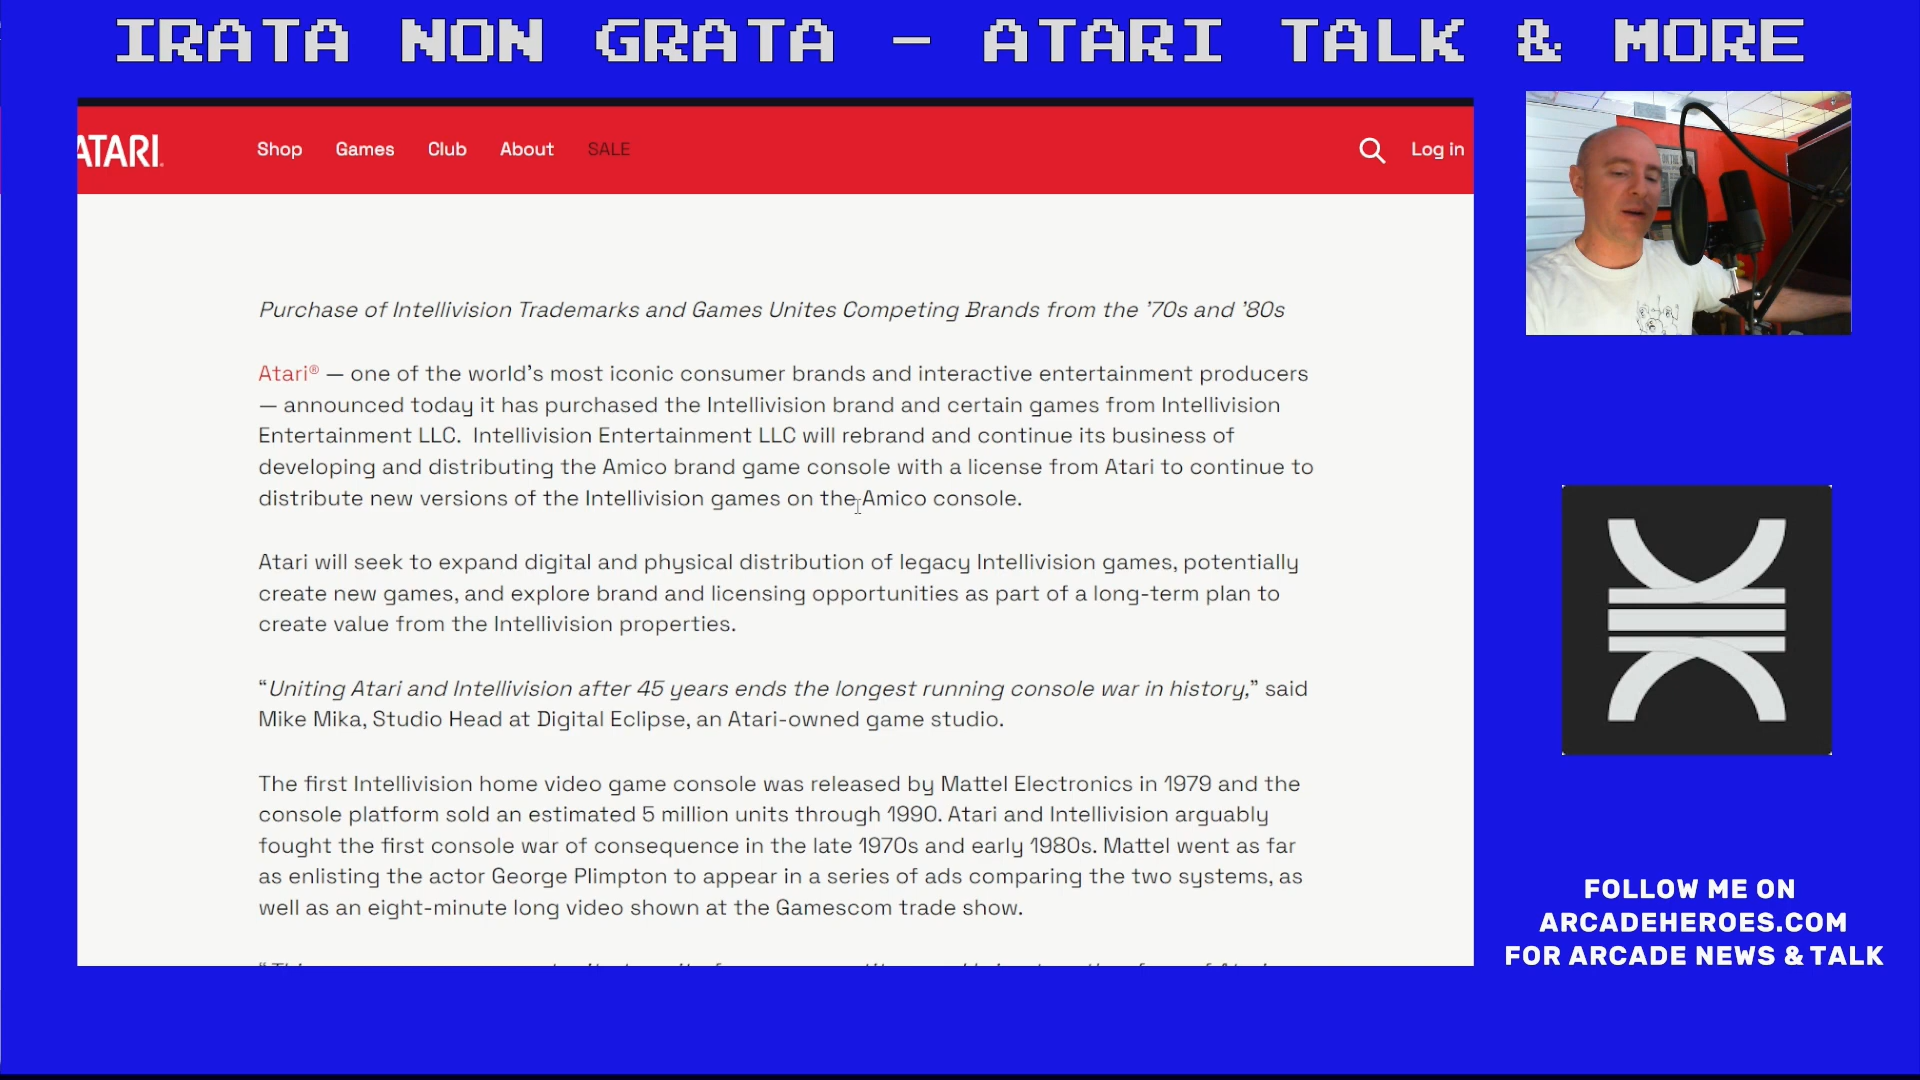 IRATA NON GRATA - ATARI TALK & MORE
ATARI
Shop Games Club About SALE Log in
Purchase of Intellivision Trademarks and Games Unites Competing Brands from the ’70s and ’80s
Atari® — one of the world’s most iconic consumer brands and interactive entertainment producers
— announced today it has purchased the Intellivision brand and certain games from Intellivision
Entertainment LLC. Intellivision Entertainment LLC will rebrand and continue its business of
developing and distributing the Amico brand game console with a license from Atari to continue to
distribute new versions of the Intellivision games on the Amico console.
Atari will seek to expand digital and physical distribution of legacy Intellivision games, potentially
create new games, and explore brand and licensing opportunities as part of a long-term plan to
create value from the Intellivision properties.
“Uniting Atari and Intellivision after 45 years ends the longest running console war in history,” said
Mike Mika, Studio Head at Digital Eclipse, an Atari-owned game studio.
The first Intellivision home video game console was released by Mattel Electronics in 1979 and the
console platform sold an estimated 5 million units through 1990. Atari and Intellivision arguably
fought the first console war of consequence in the late 1970s and early 1980s. Mattel went as far
as enlisting the actor George Plimpton to appear in a series of ads comparing the two systems, as
well as an eight-minute long video shown at the Gamescom trade show.
FOLLOW ME ON
ARCADEHEROES.COM
FOR ARCADE NEWS & TALK